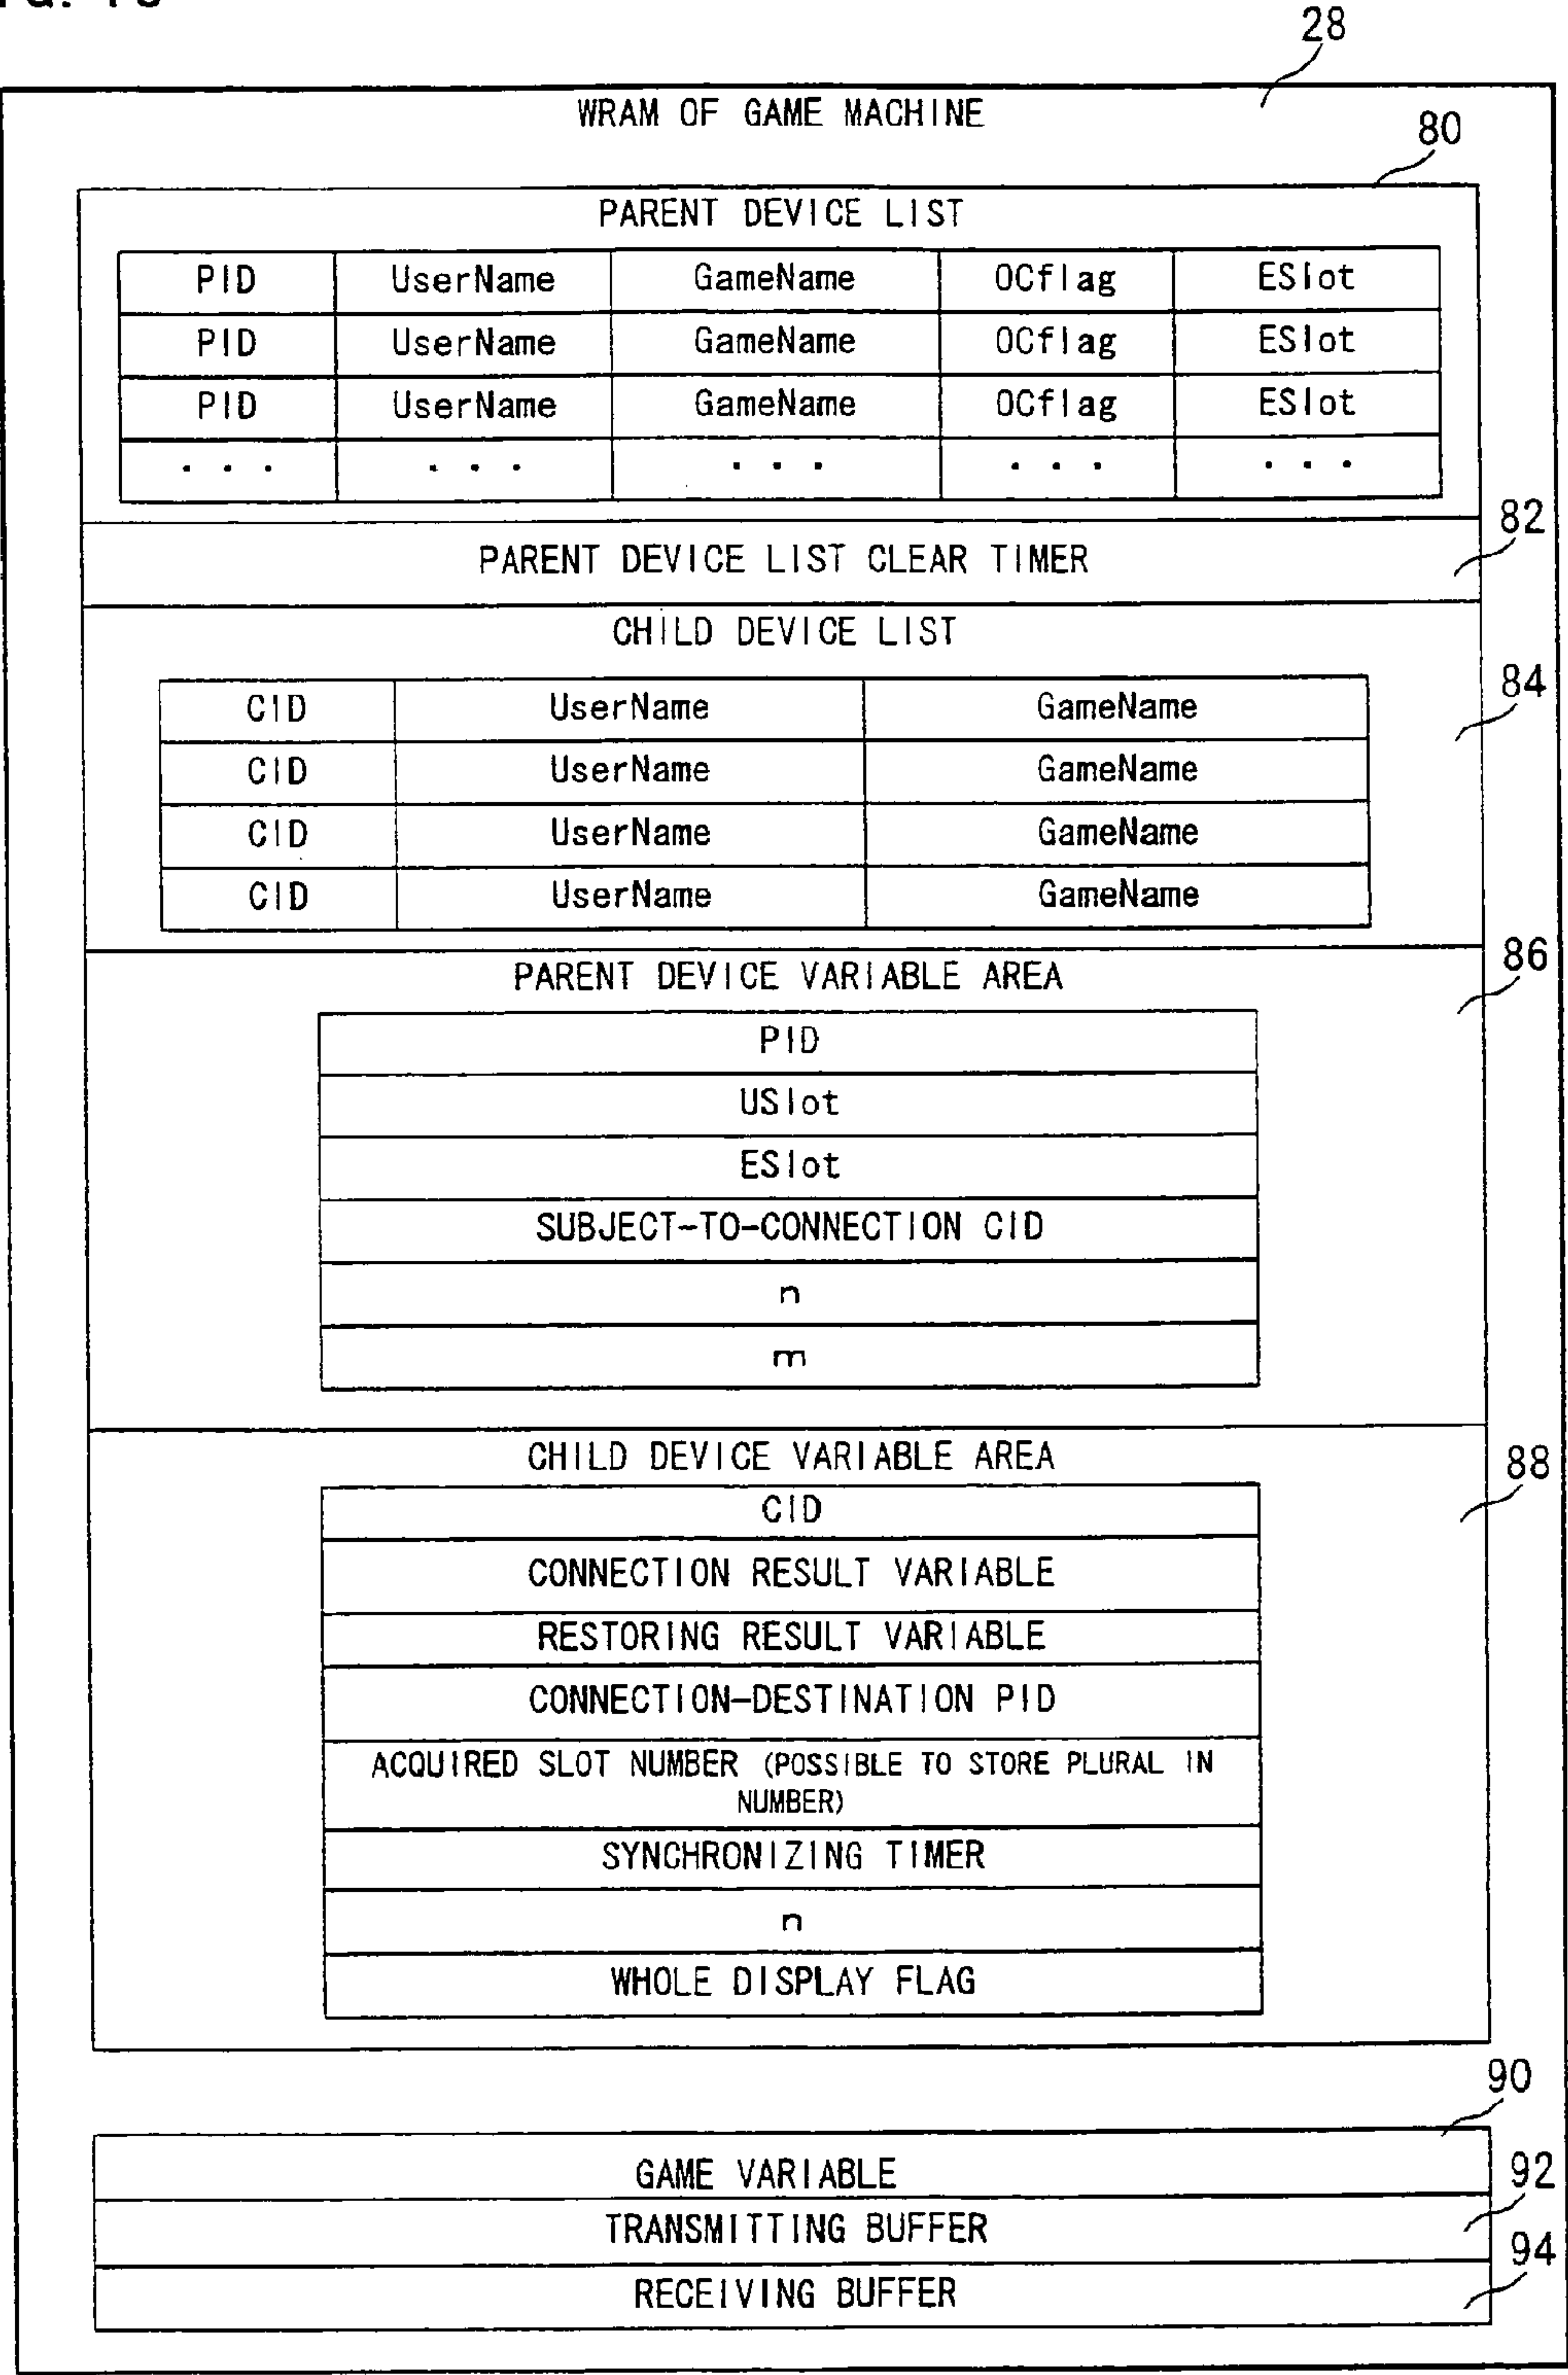 28
WRAM OF GAME MACHINE
80
PARENT DEVICE LIST
PID UserName GameName OCflag ESlot
PID UserName GameName OCflag ESlot
PID UserName GameName OCflag ESlot
... ... ... ... ...
82
PARENT DEVICE LIST CLEAR TIMER
CHILD DEVICE LIST
84
CID UserName GameName
CID UserName GameName
CID UserName GameName
CID UserName GameName
86
PARENT DEVICE VARIABLE AREA
PID
USlot
ESlot
SUBJECT-TO-CONNECTION CID
n
m
CHILD DEVICE VARIABLE AREA
88
CID
CONNECTION RESULT VARIABLE
RESTORING RESULT VARIABLE
CONNECTION-DESTINATION PID
ACQUIRED SLOT NUMBER (POSSIBLE TO STORE PLURAL IN
NUMBER)
SYNCHRONIZING TIMER
n
WHOLE DISPLAY FLAG
90
GAME VARIABLE
92
TRANSMITTING BUFFER
94
RECEIVING BUFFER